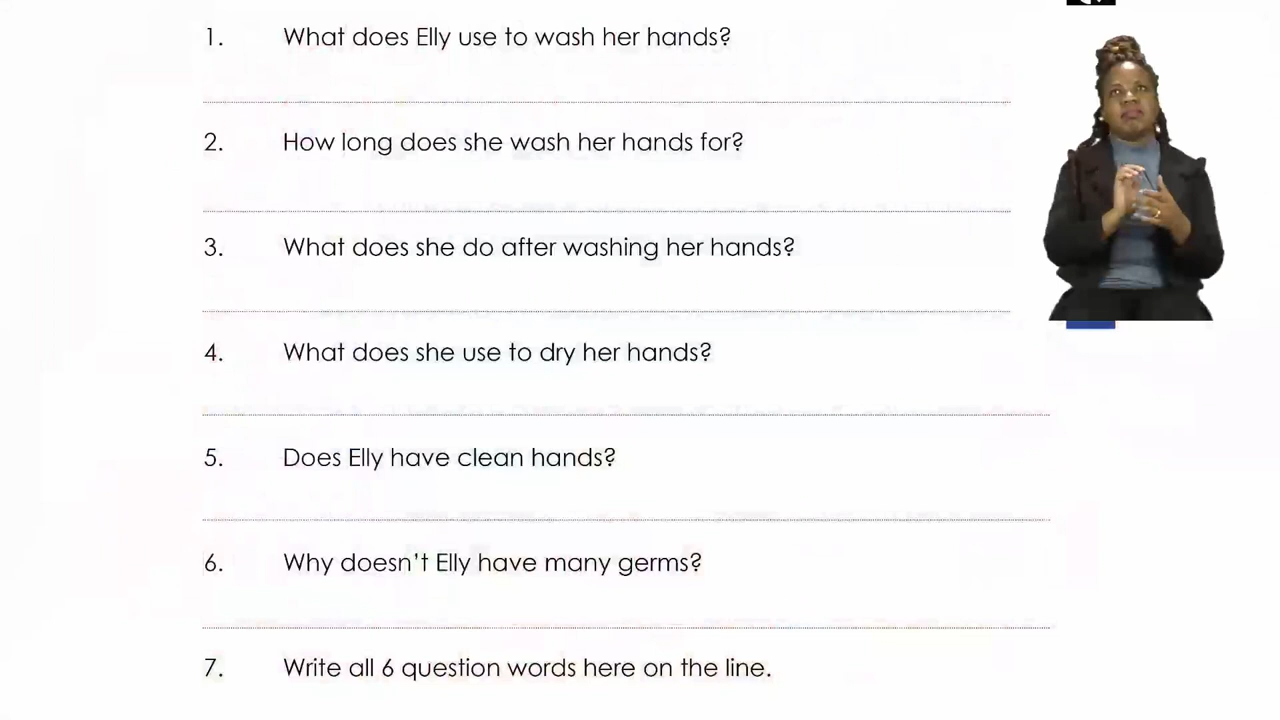 1. What does Elly use to wash her hands?
2. How long does she wash her hands for?
3. What does she do after washing her hands?
4. What does she use to dry her hands?
5. Does Elly have clean hands?
6. Why doesn't Elly have many germs?
7. Write all 6 question words here on the line.